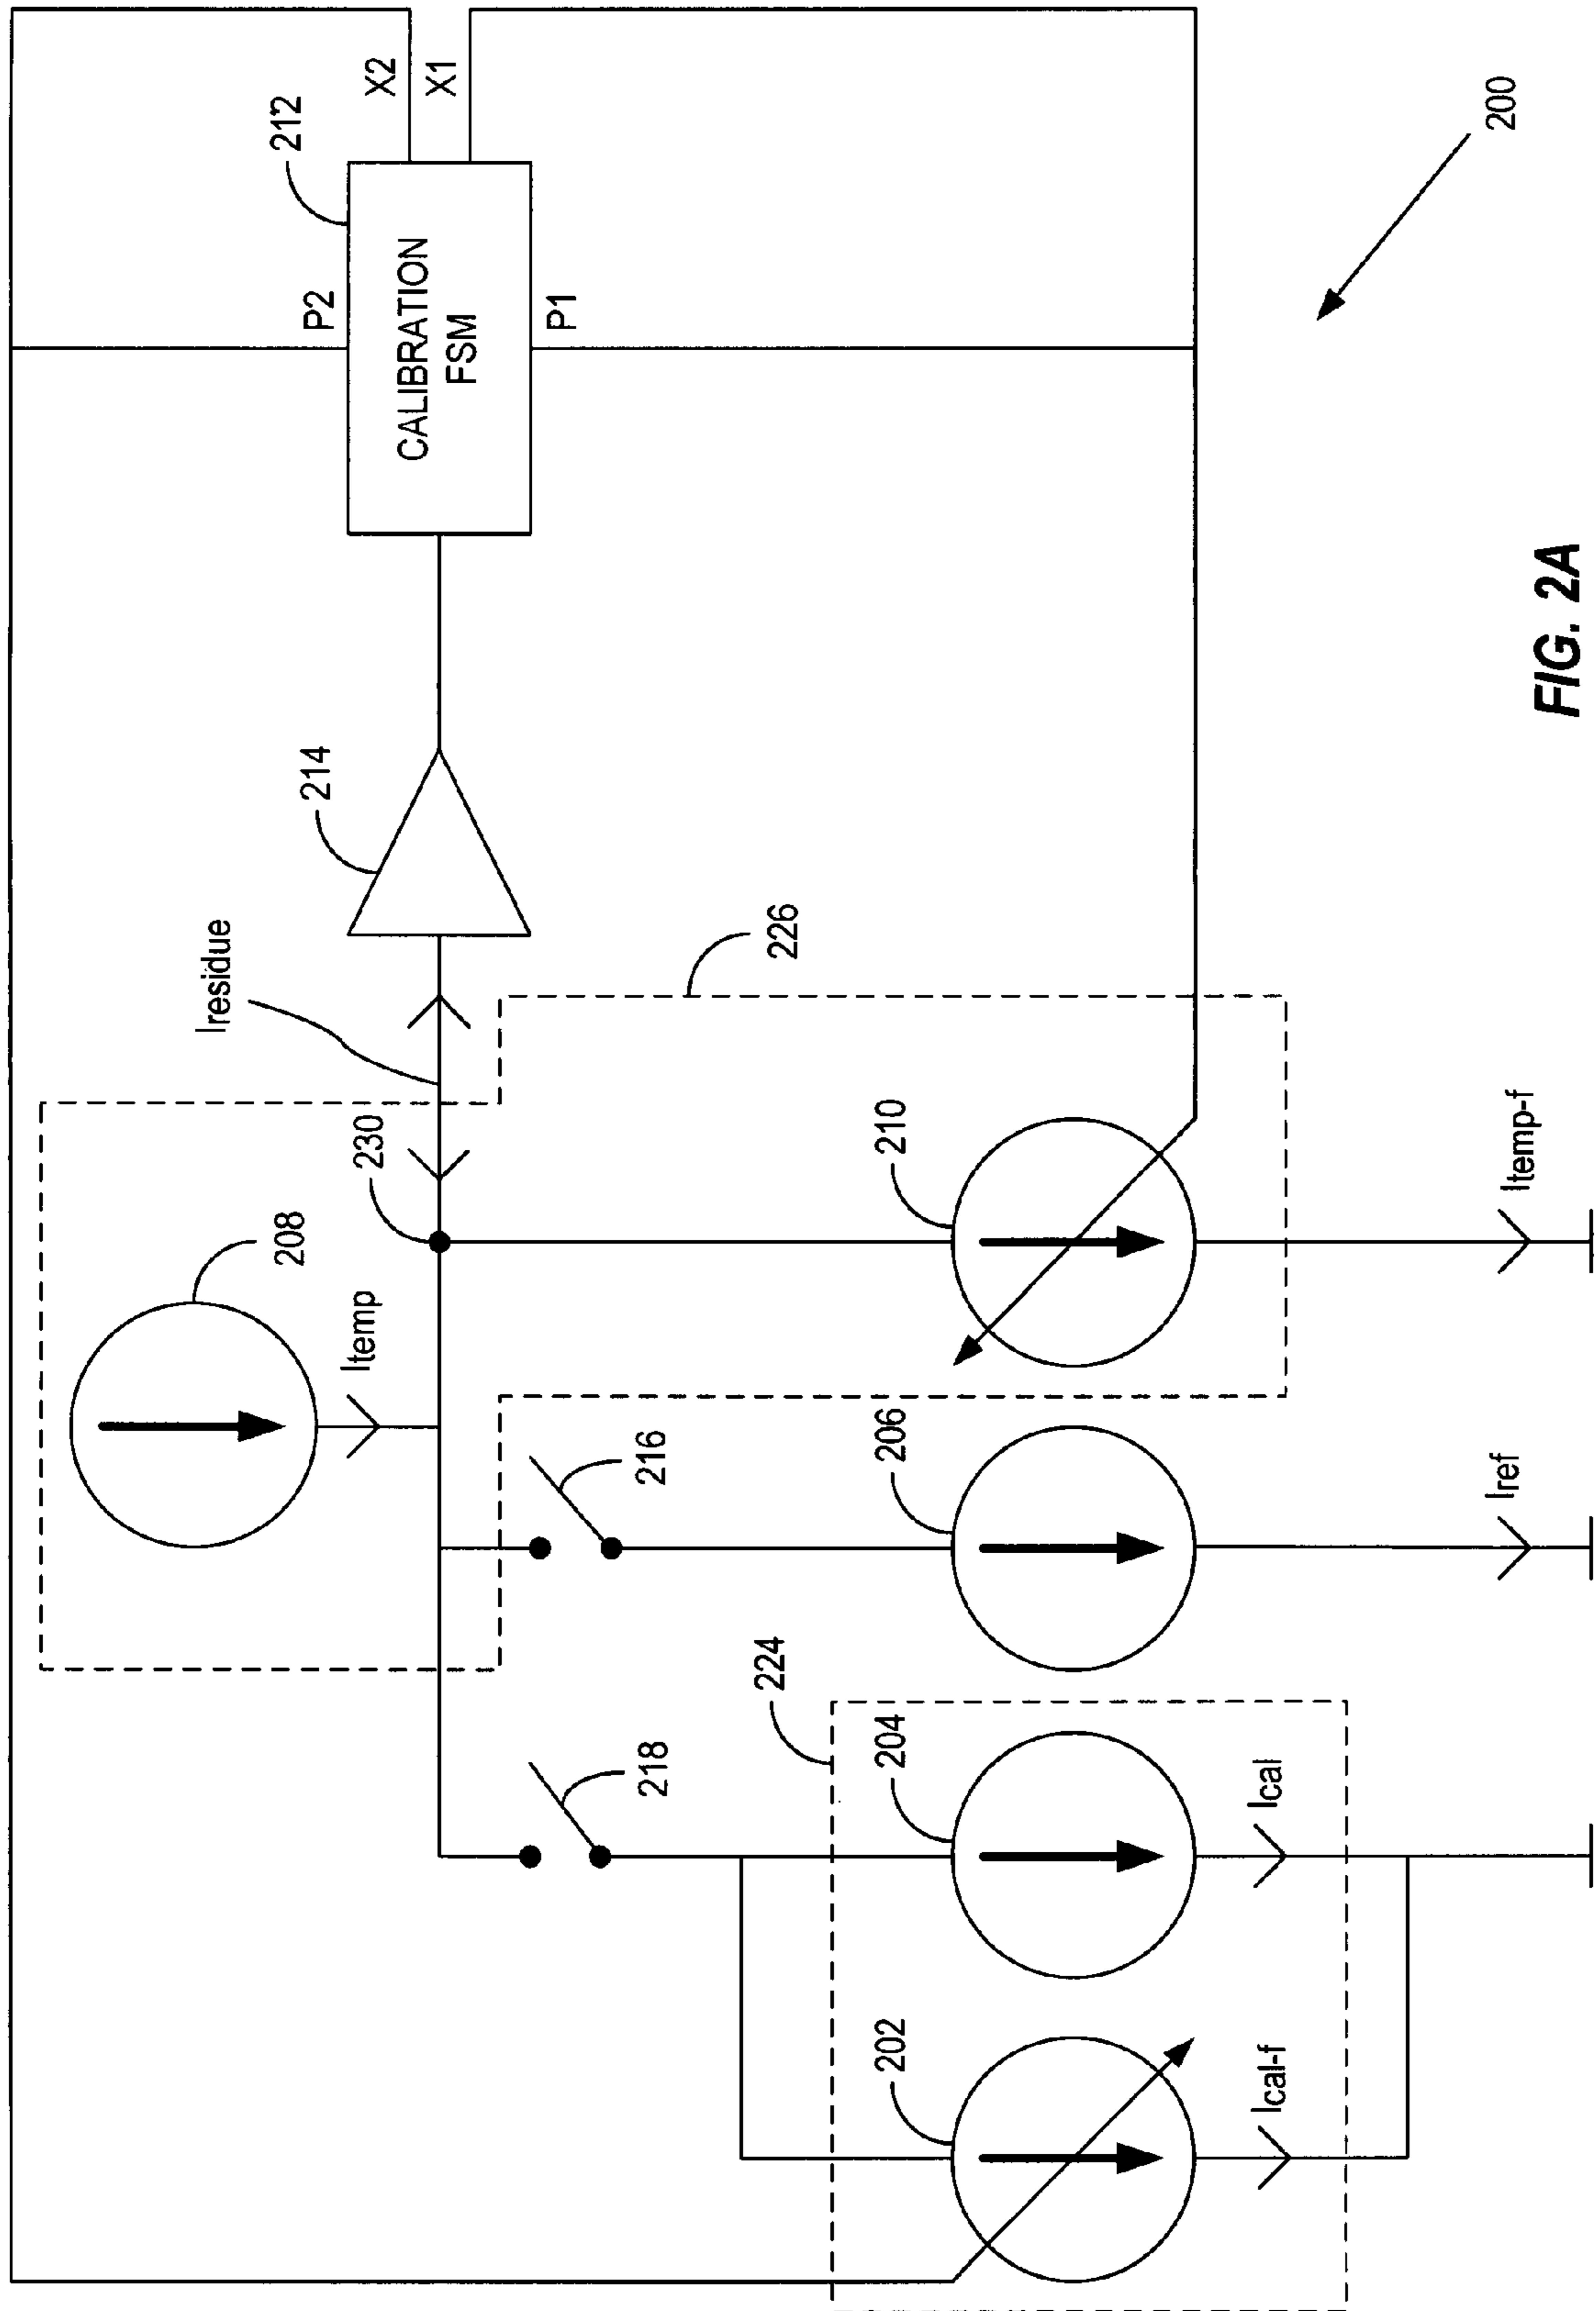 X2
X1
212
P2
CALIBRATION
FSM
P1
200
214
Iresidue
226
230
208
Itemp
210
Itemp-f
216
206
Iref
218
224
204
Ical
202
Ical-f
FIG. 2A